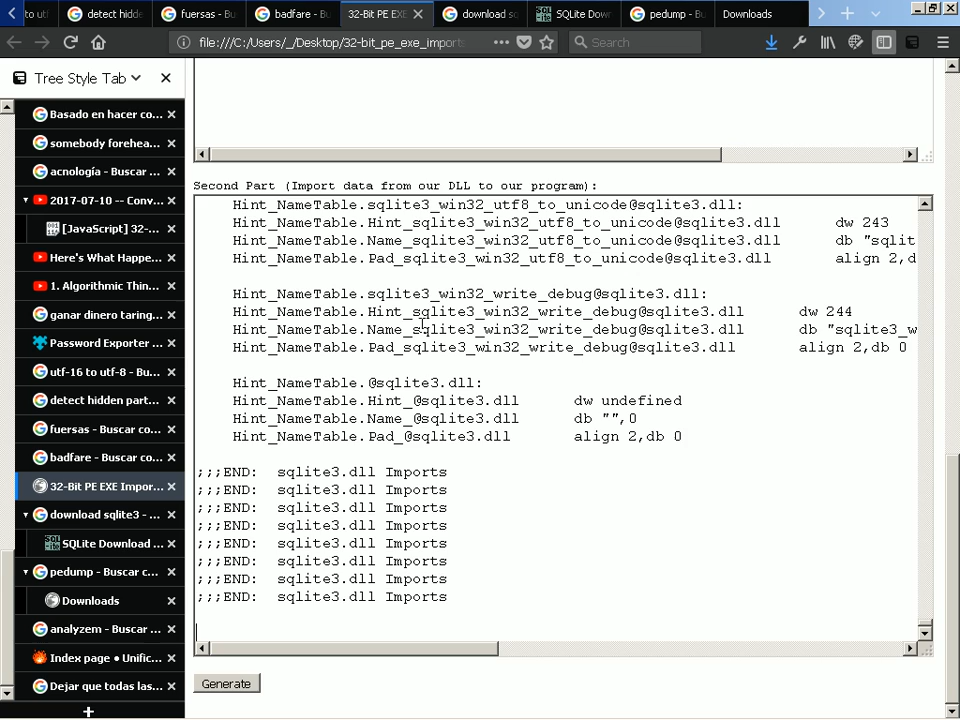 to utf
detect hidde
fuersas - Bus
badfare - Bus
32-Bit PE EXE
download sq
SQLite Down
pedump - Bus
Downloads
file:///C:/Users/_/Desktop/32-bit_pe_exe_imports
Search
Tree Style Tab
Basado en hacer co...
somebody forehea...
acnología - Buscar ...
2017-07-10 -- Conv...
[JavaScript] 32-...
Here's What Happe...
1. Algorithmic Thin...
ganar dinero taring...
Password Exporter ...
utf-16 to utf-8 - Bu...
detect hidden part...
fuersas - Buscar co...
badfare - Buscar co...
32-Bit PE EXE Impor...
download sqlite3 - ...
SQLite Download ...
pedump - Buscar c...
Downloads
analyzem - Buscar ...
Index page • Unific...
Dejar que todas las...
Second Part (Import data from our DLL to our program):
Hint_NameTable.sqlite3_win32_utf8_to_unicode@sqlite3.dll:
Hint_NameTable.Hint_sqlite3_win32_utf8_to_unicode@sqlite3.dll dw 243
Hint_NameTable.Name_sqlite3_win32_utf8_to_unicode@sqlite3.dll db "sqlit
Hint_NameTable.Pad_sqlite3_win32_utf8_to_unicode@sqlite3.dll align 2,d
Hint_NameTable.sqlite3_win32_write_debug@sqlite3.dll:
Hint_NameTable.Hint_sqlite3_win32_write_debug@sqlite3.dll dw 244
Hint_NameTable.Name_sqlite3_win32_write_debug@sqlite3.dll db "sqlite3_w
Hint_NameTable.Pad_sqlite3_win32_write_debug@sqlite3.dll align 2,db 0
Hint_NameTable.@sqlite3.dll:
Hint_NameTable.Hint_@sqlite3.dll dw undefined
Hint_NameTable.Name_@sqlite3.dll db "",0
Hint_NameTable.Pad_@sqlite3.dll align 2,db 0
;;;END: sqlite3.dll Imports
;;;END: sqlite3.dll Imports
;;;END: sqlite3.dll Imports
;;;END: sqlite3.dll Imports
;;;END: sqlite3.dll Imports
;;;END: sqlite3.dll Imports
;;;END: sqlite3.dll Imports
;;;END: sqlite3.dll Imports
Generate